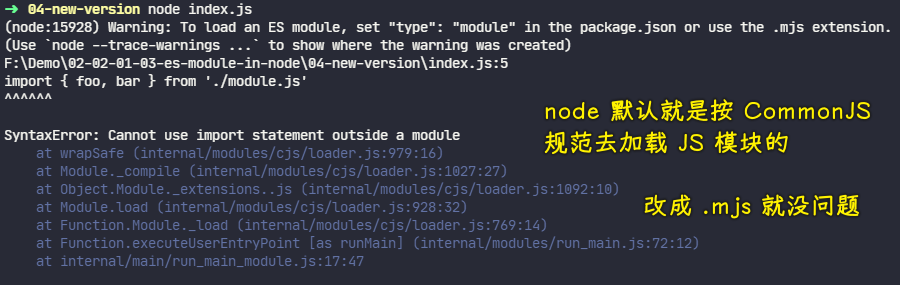 ➜ 04-new-version node index.js
(node:15928) Warning: To load an ES module, set "type": "module" in the package.json or use the .mjs extension.
(Use `node --trace-warnings ...` to show where the warning was created)
F:\Demo\02-02-01-03-es-module-in-node\04-new-version\index.js:5
import { foo, bar } from './module.js'
^^^^^^
node 默认就是按 CommonJS
规范去加载 JS 模块的
SyntaxError: Cannot use import statement outside a module
at wrapSafe (internal/modules/cjs/loader.js:979:16)
at Module._compile (internal/modules/cjs/loader.js:1027:27)
at Object.Module._extensions..js (internal/modules/cjs/loader.js:1092:10)
at Module.load (internal/modules/cjs/loader.js:928:32)
at Function.Module._load (internal/modules/cjs/loader.js:769:14)
at Function.executeUserEntryPoint [as runMain] (internal/modules/run_main.js:72:12)
at internal/main/run_main_module.js:17:47
改成 .mjs 就没问题